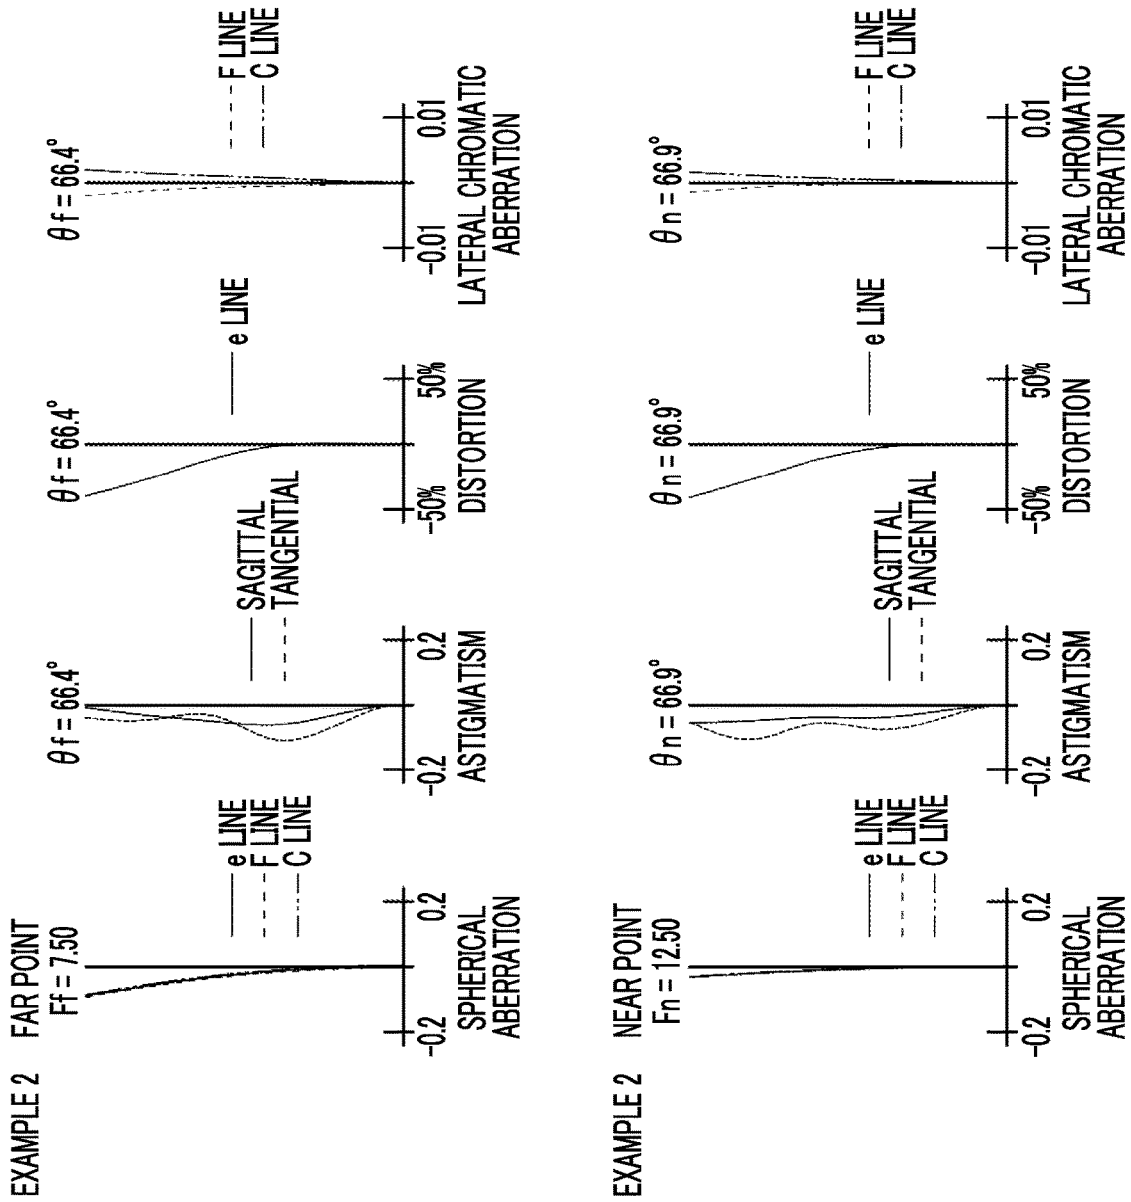 EXAMPLE 2 FAR POINT
Ff = 7.50
θf = 66.4°
θf = 66.4°
θf = 66.4°
e LINE
F LINE
C LINE
SAGITTAL
TANGENTIAL
e LINE
F LINE
C LINE
-0.2 0.2
-0.2 0.2
-50% 50%
-0.01 0.01
SPHERICAL
ABERRATION
ASTIGMATISM
DISTORTION
LATERAL CHROMATIC
ABERRATION
EXAMPLE 2 NEAR POINT
Fn = 12.50
θn = 66.9°
θn = 66.9°
θn = 66.9°
e LINE
F LINE
C LINE
SAGITTAL
TANGENTIAL
e LINE
F LINE
C LINE
-0.2 0.2
-0.2 0.2
-50% 50%
-0.01 0.01
SPHERICAL
ABERRATION
ASTIGMATISM
DISTORTION
LATERAL CHROMATIC
ABERRATION